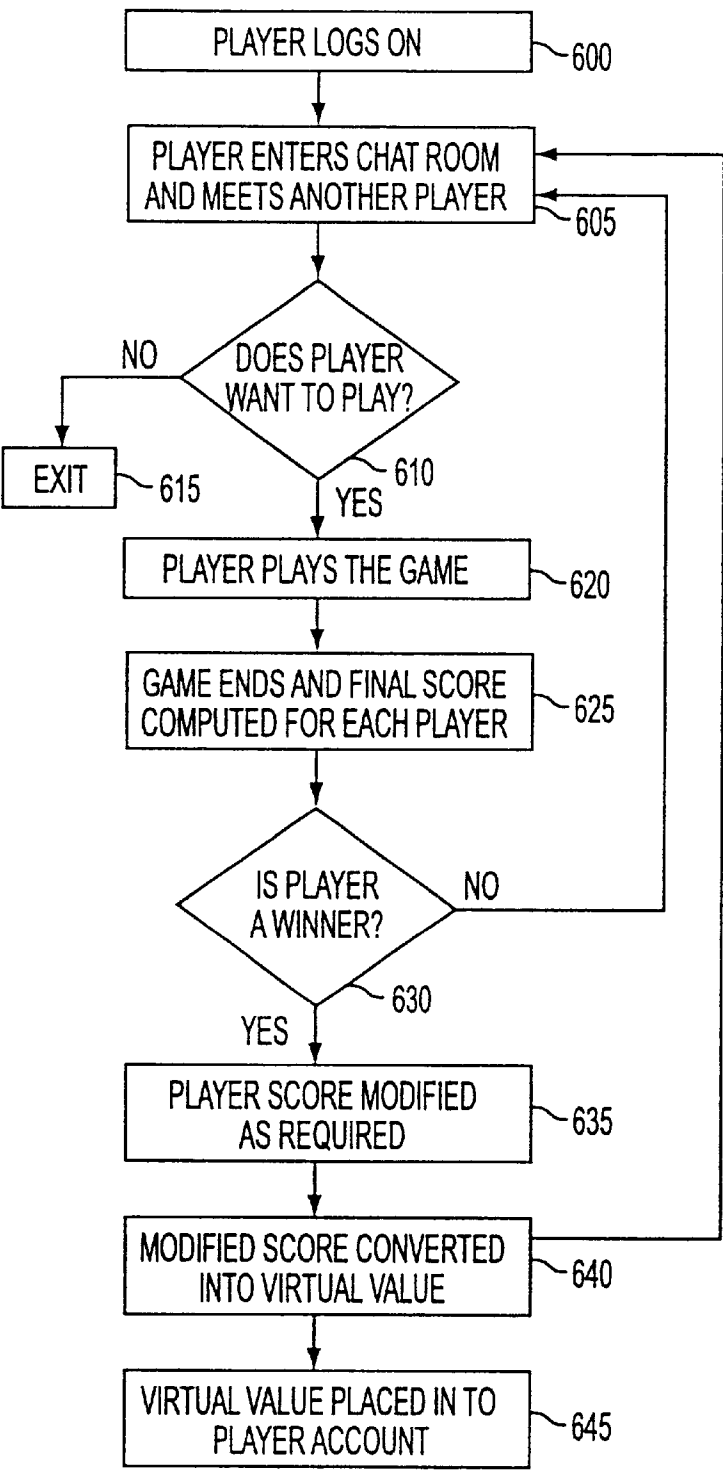 PLAYER LOGS ON
600
PLAYER ENTERS CHAT ROOM
AND MEETS ANOTHER PLAYER
605
NO
DOES PLAYER
WANT TO PLAY?
610
EXIT
615
YES
PLAYER PLAYS THE GAME
620
GAME ENDS AND FINAL SCORE
COMPUTED FOR EACH PLAYER
625
IS PLAYER
A WINNER?
NO
630
YES
PLAYER SCORE MODIFIED
AS REQUIRED
635
MODIFIED SCORE CONVERTED
INTO VIRTUAL VALUE
640
VIRTUAL VALUE PLACED IN TO
PLAYER ACCOUNT
645